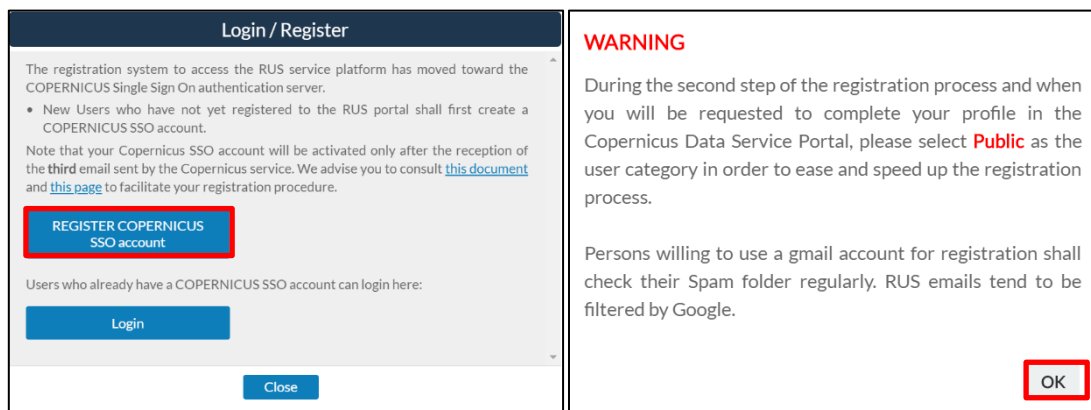 Login / Register
The registration system to access the RUS service platform has moved toward the
COPERNICUS Single Sign On authentication server.
• New Users who have not yet registered to the RUS portal shall first create a
COPERNICUS SSO account.
Note that your Copernicus SSO account will be activated only after the reception of
the third email sent by the Copernicus service. We advise you to consult this document
and this page to facilitate your registration procedure.
REGISTER COPERNICUS
SSO account
Users who already have a COPERNICUS SSO account can login here:
Login
Close
WARNING
During the second step of the registration process and when
you will be requested to complete your profile in the
Copernicus Data Service Portal, please select Public as the
user category in order to ease and speed up the registration
process.
Persons willing to use a gmail account for registration shall
check their Spam folder regularly. RUS emails tend to be
filtered by Google.
OK